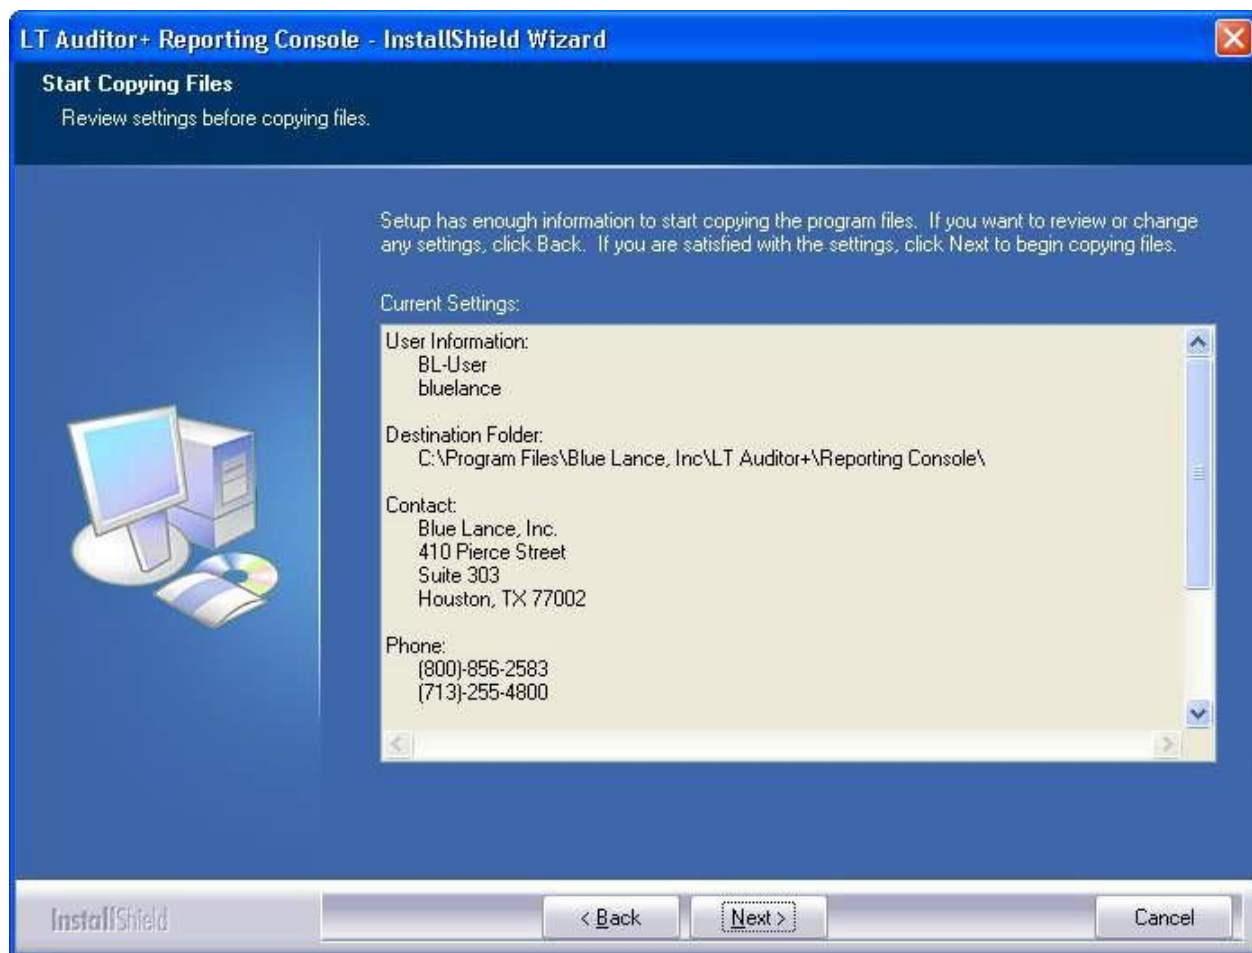 LT Auditor+ Reporting Console - InstallShield Wizard
Start Copying Files
Review settings before copying files.
Setup has enough information to start copying the program files. If you want to review or change
any settings, click Back. If you are satisfied with the settings, click Next to begin copying files.
Current Settings:
User Information:
BL-User
bluelance
Destination Folder:
C:\Program Files\Blue Lance, Inc\LT Auditor+\Reporting Console\
Contact:
Blue Lance, Inc.
410 Pierce Street
Suite 303
Houston, TX 77002
Phone:
(800)-856-2583
(713)-255-4800
InstallShield
< Back
Next >
Cancel